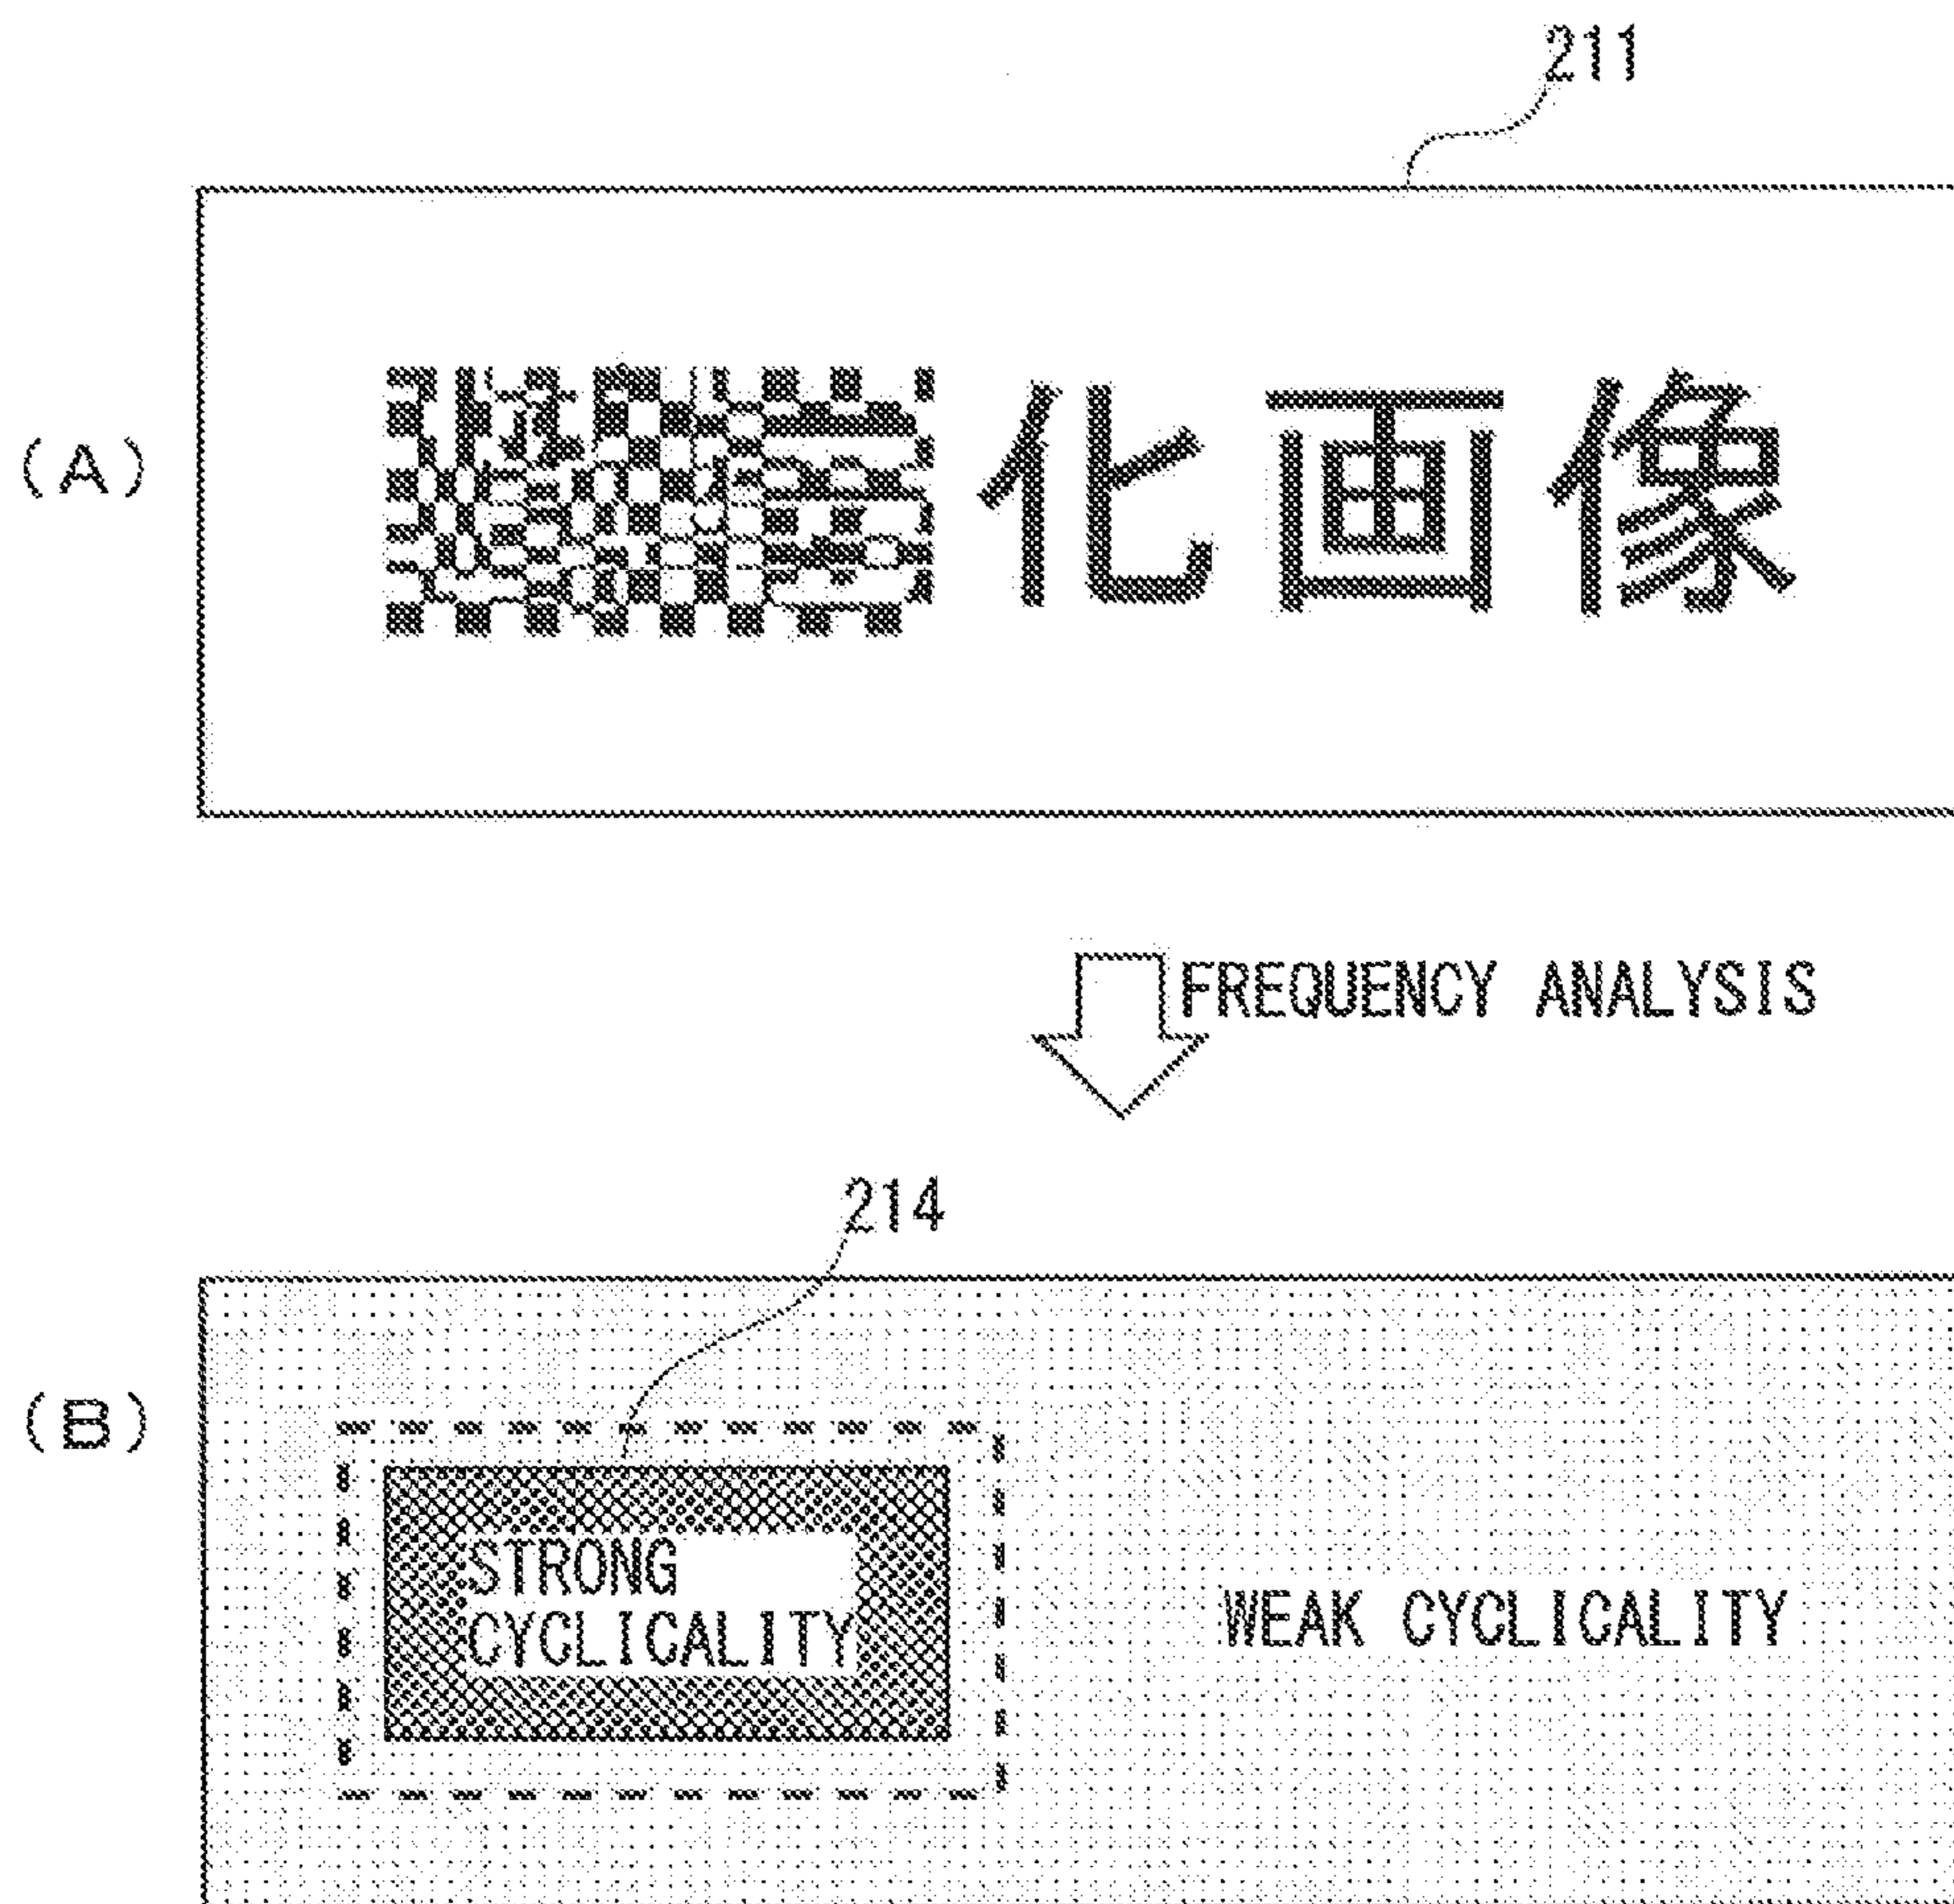 211
(A)
化画像
FREQUENCY ANALYSIS
214
(B)
STRONG
CYCLICALITY
WEAK CYCLICALITY